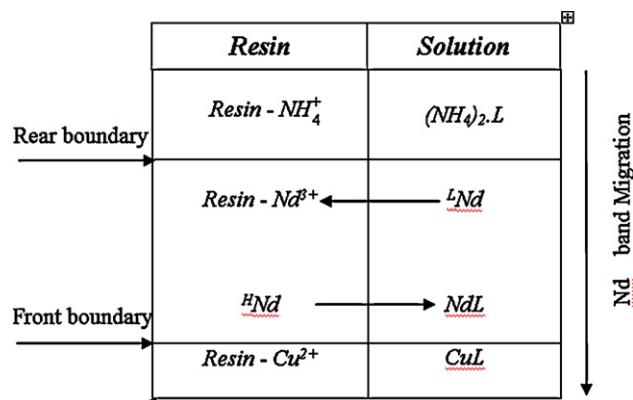 Resin Solution
Resin - NH₄⁺ (NH₄)₂.L
Rear boundary
Resin - Nd³⁺ ᴸNd
ᴴNd NdL
Front boundary
Resin - Cu²⁺ CuL
Nd band Migration